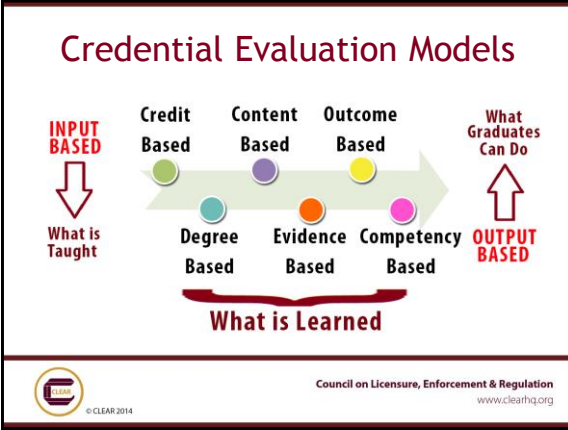 Credential Evaluation Models
INPUT
BASED
What is
Taught
Credit
Based
Content
Based
Outcome
Based
Degree
Based
Evidence
Based
Competency
Based
What
Graduates
Can Do
OUTPUT
BASED
What is Learned
CLEAR
© CLEAR 2014
Council on Licensure, Enforcement & Regulation
www.clearhq.org